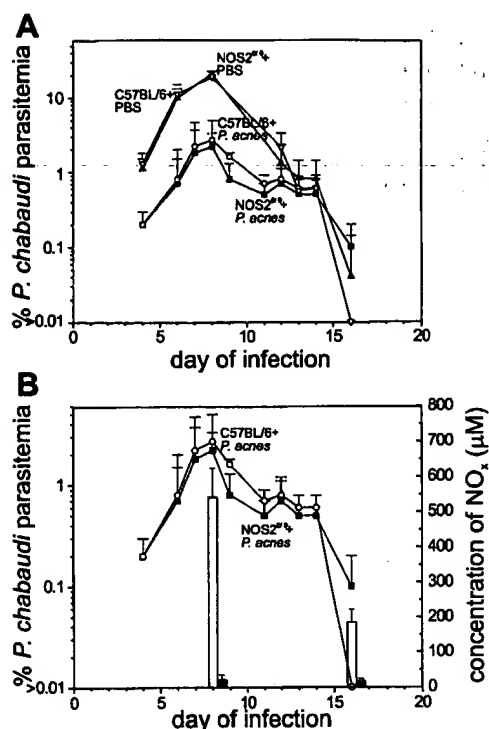 A
% P. chabaudi parasitemia
10
1
0.1
>0.01
NOS2
PBS
C57BL/6+
PBS
C57BL/6+
P. acnes
NOS2
P. acnes
0
5
10
15
20
day of infection
B
% P. chabaudi parasitemia
1
0.1
>0.01
C57BL/6+
P. acnes
NOS2
P. acnes
800
700
600
500
400
300
200
100
0
concentration of NOx (μM)
0
5
10
15
20
day of infection